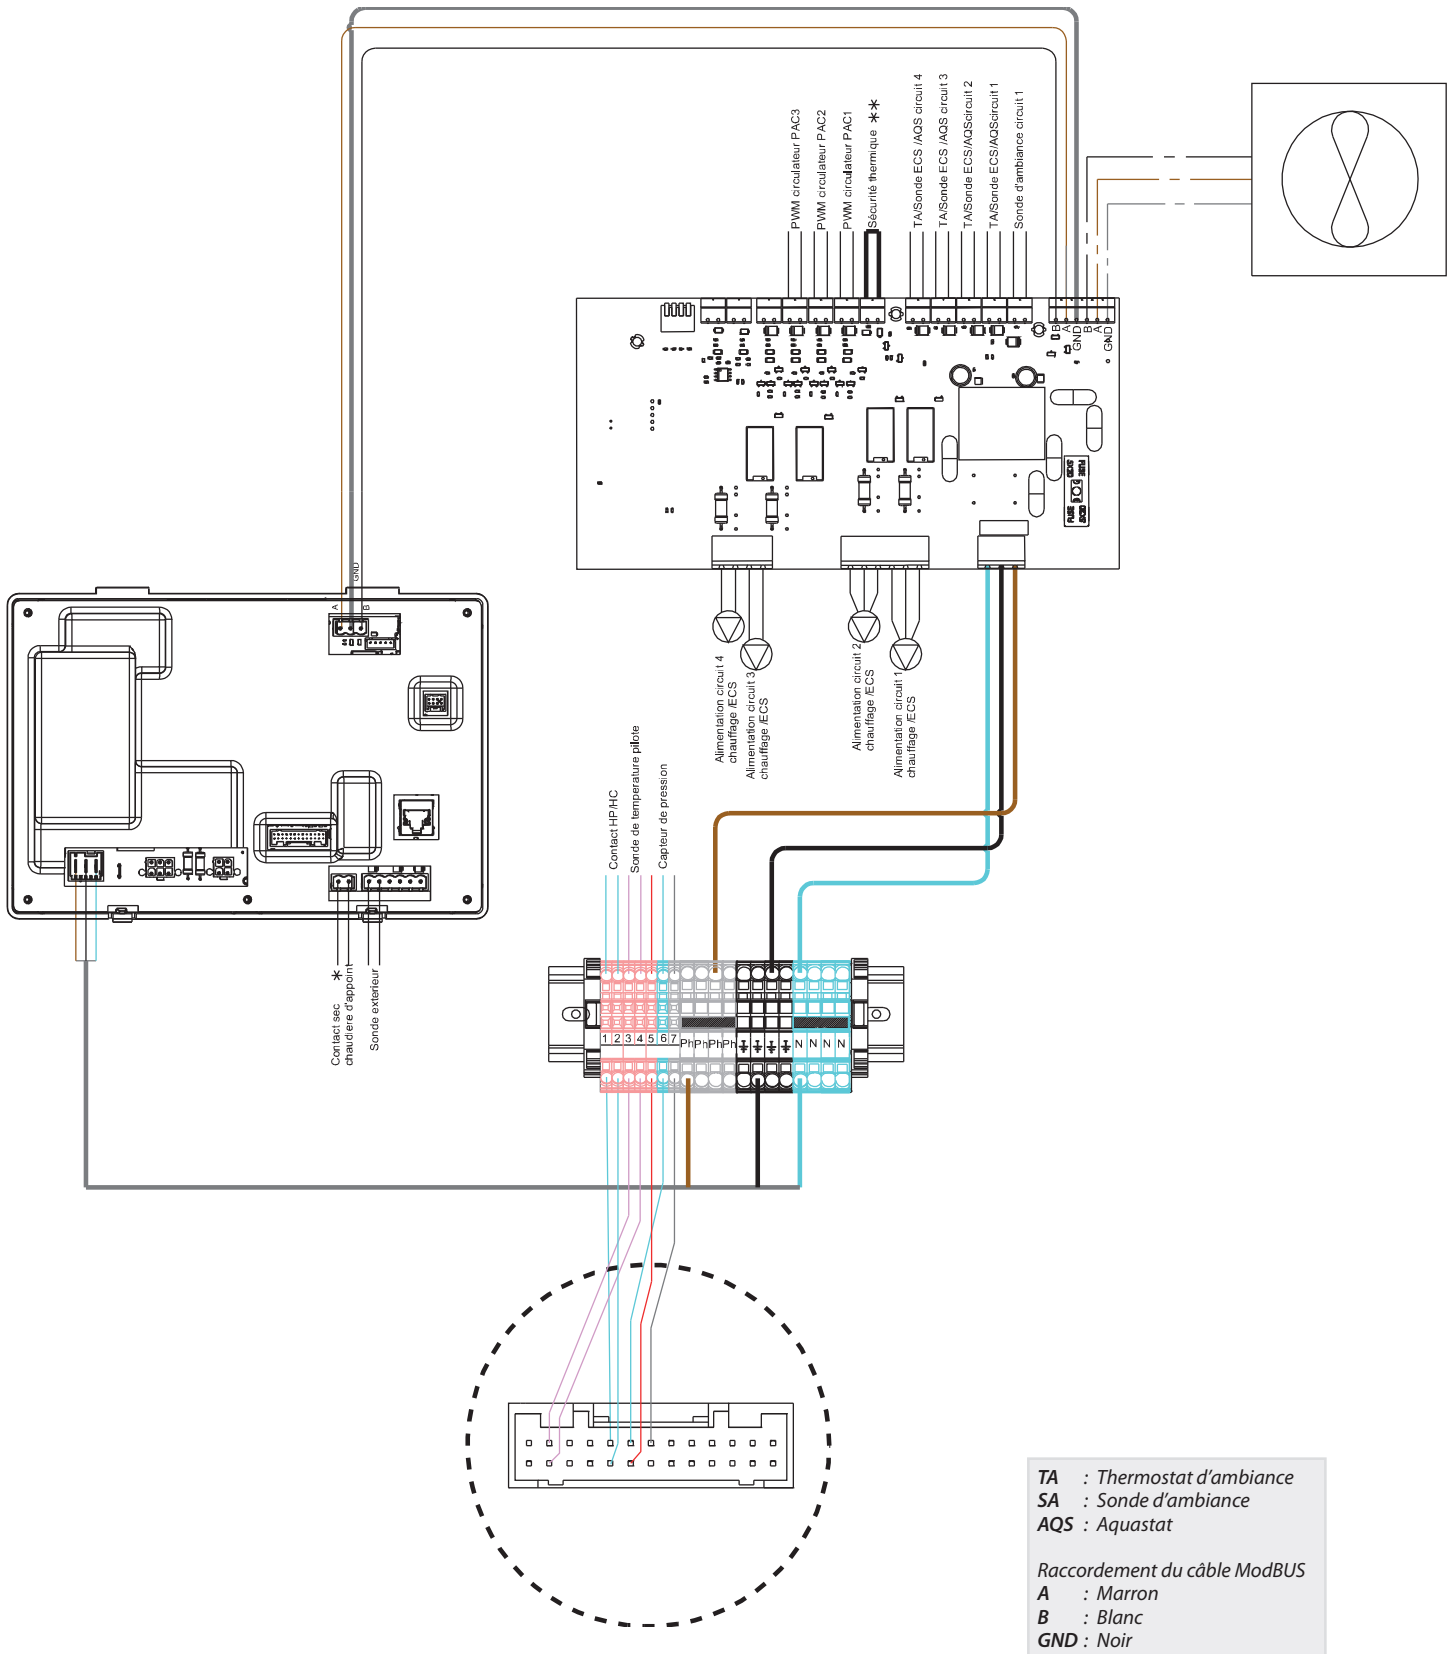 PWM circulateur PAC3
PWM circulateur PAC2
PWM circulateur PAC1
Sécurité thermique **
TA/Sonde ECS /AQS circuit 4
TA/Sonde ECS /AQS circuit 3
TA/Sonde ECS/AQScircuit 2
TA/Sonde ECS/AQScircuit 1
Sonde d'ambiance circuit 1
B
A
GND
B
A
GND
FUSE
FUSE
A
GND
B
Alimentation circuit 4
chauffage /ECS
Alimentation circuit 3
chauffage /ECS
Alimentation circuit 2
chauffage /ECS
Alimentation circuit 1
chauffage /ECS
Contact HP/HC
Sonde de temperature pilote
Capteur de pression
Contact sec *
chaudiere d'appoint
Sonde exterieur
1 2 3 4 5 6 7 Ph Ph Ph Ph N N N N
TA : Thermostat d'ambiance
SA : Sonde d'ambiance
AQS : Aquastat
Raccordement du câble ModBUS
A : Marron
B : Blanc
GND : Noir